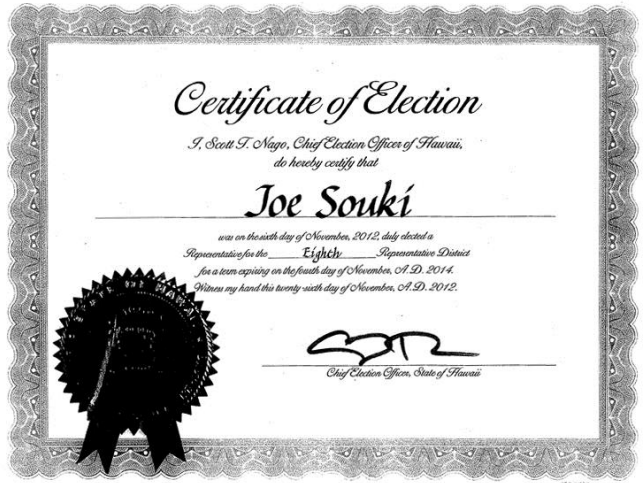 Certificate of Election
I, Scott T. Nago, Chief Election Officer of Hawaii,
do hereby certify that
Joe Souki
was on the sixth day of November, 2012, duly elected a
Representative for the Eighth Representative District
for a term expiring on the fourth day of November, A.D. 2014.
Witness my hand this twenty-sixth day of November, A.D. 2012.
Chief Election Officer, State of Hawaii